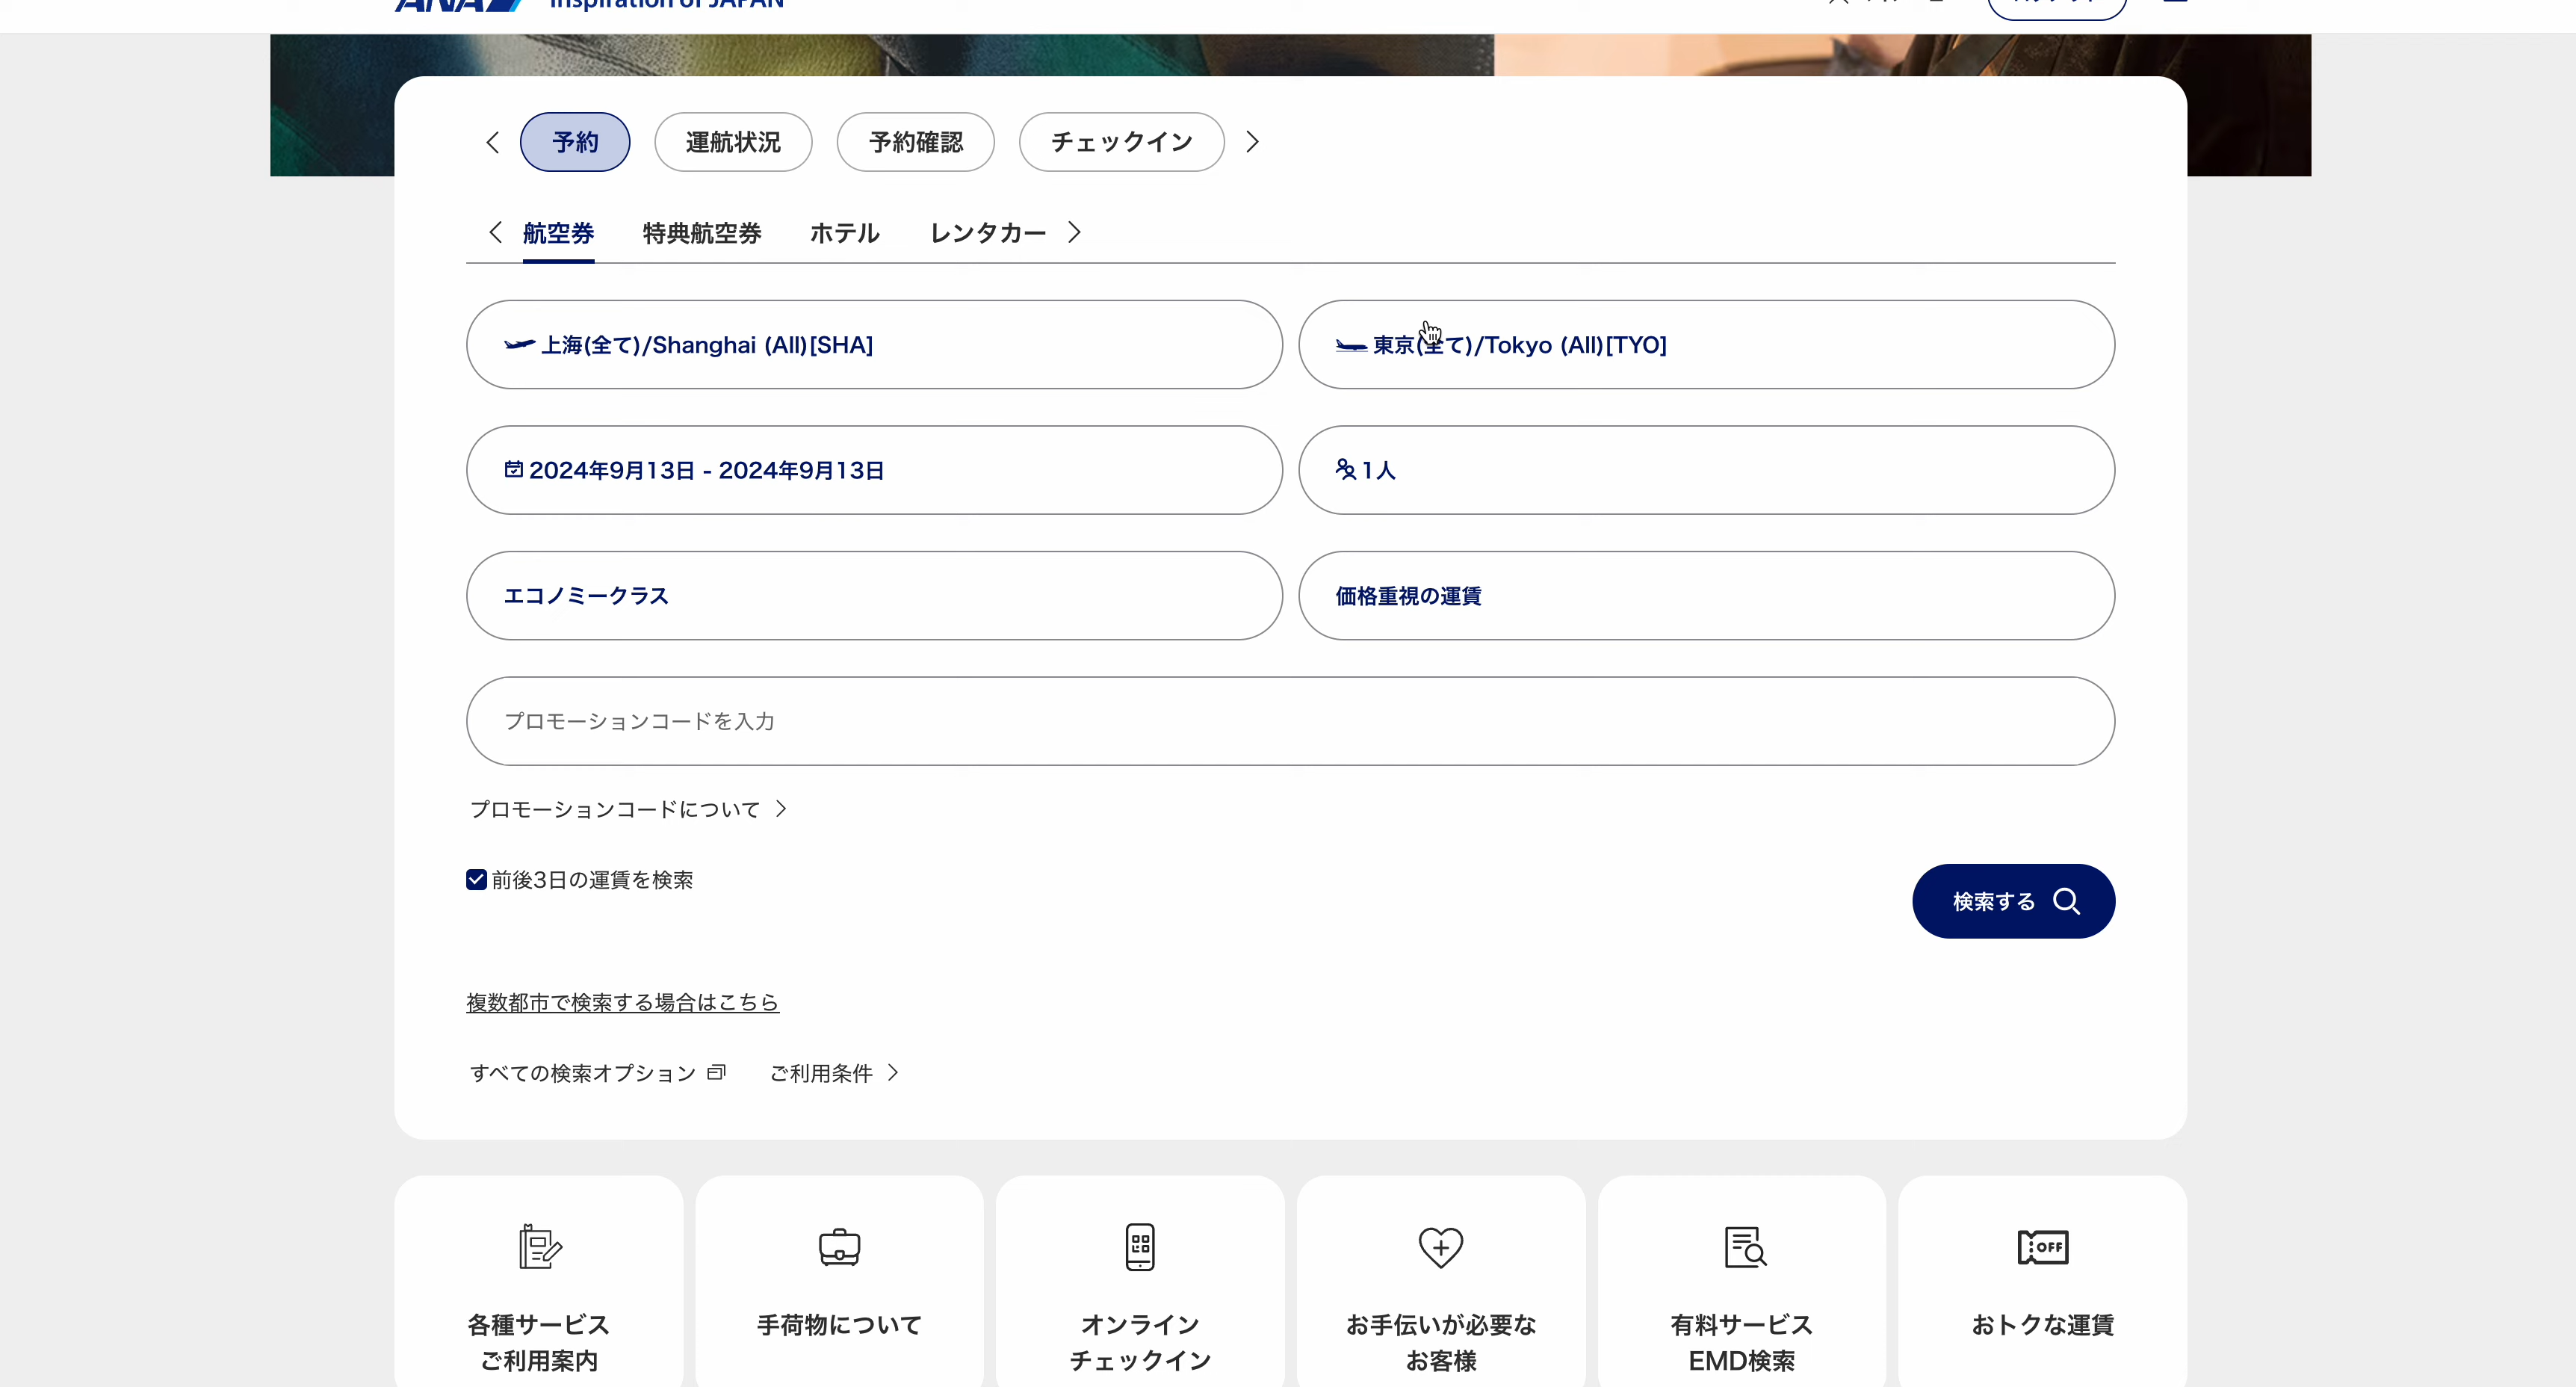 ANA Inspiration of JAPAN
予約
運航状況
予約確認
チェックイン
航空券
特典航空券
ホテル
レンタカー
上海(全て)/Shanghai (All)[SHA]
東京(全て)/Tokyo (All)[TYO]
2024年9月13日 - 2024年9月13日
1人
エコノミークラス
価格重視の運賃
プロモーションコードを入力
プロモーションコードについて
前後3日の運賃を検索
検索する
複数都市で検索する場合はこちら
すべての検索オプション
ご利用条件
各種サービス
ご利用案内
手荷物について
オンライン
チェックイン
お手伝いが必要な
お客様
有料サービス
EMD検索
OFF
おトクな運賃